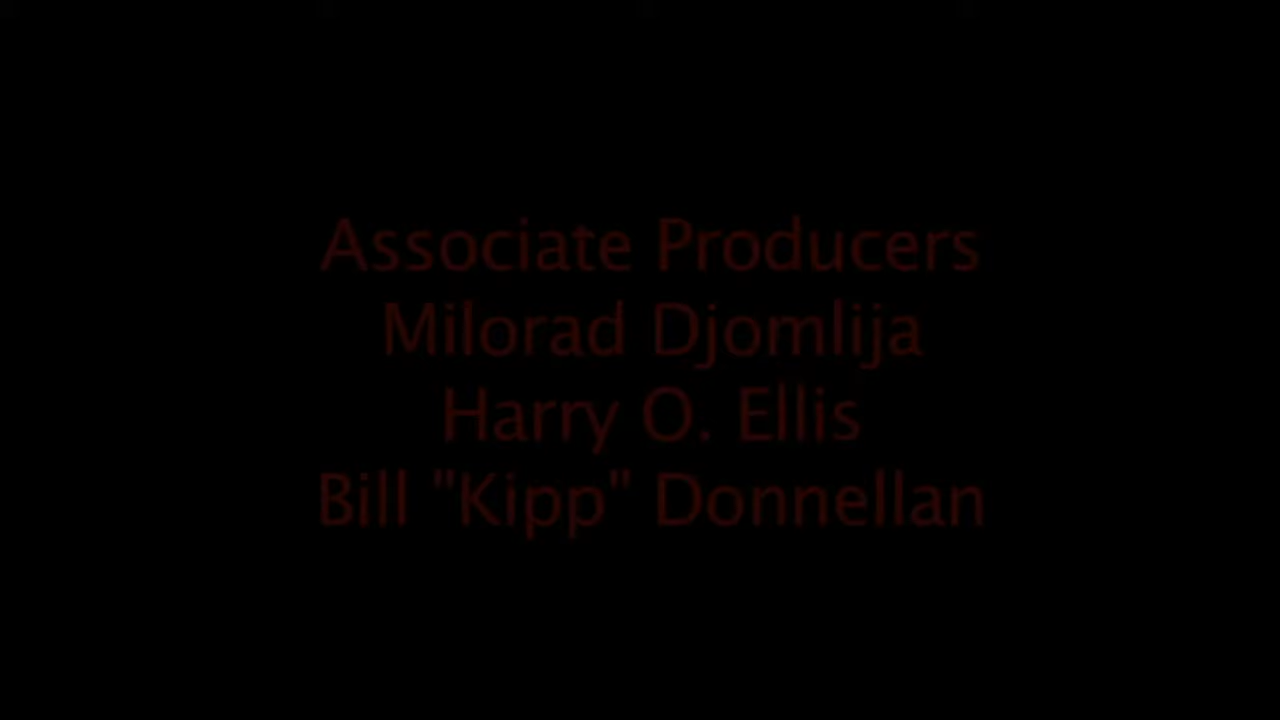 Associate Producers
Milorad Djomlija
Harry O. Ellis
Bill "Kipp" Donnellan